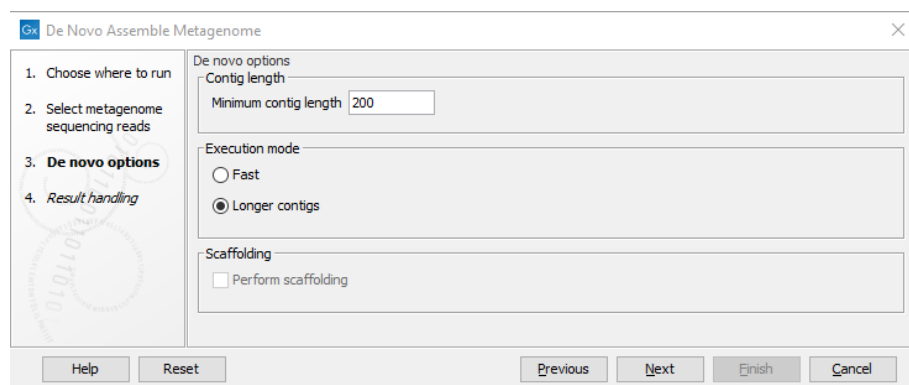 Gx De Novo Assemble Metagenome
1. Choose where to run
2. Select metagenome
sequencing reads
3. De novo options
4. Result handling
De novo options
Contig length
Minimum contig length 200
Execution mode
Fast
Longer contigs
Scaffolding
Perform scaffolding
Help Reset Previous Next Finish Cancel